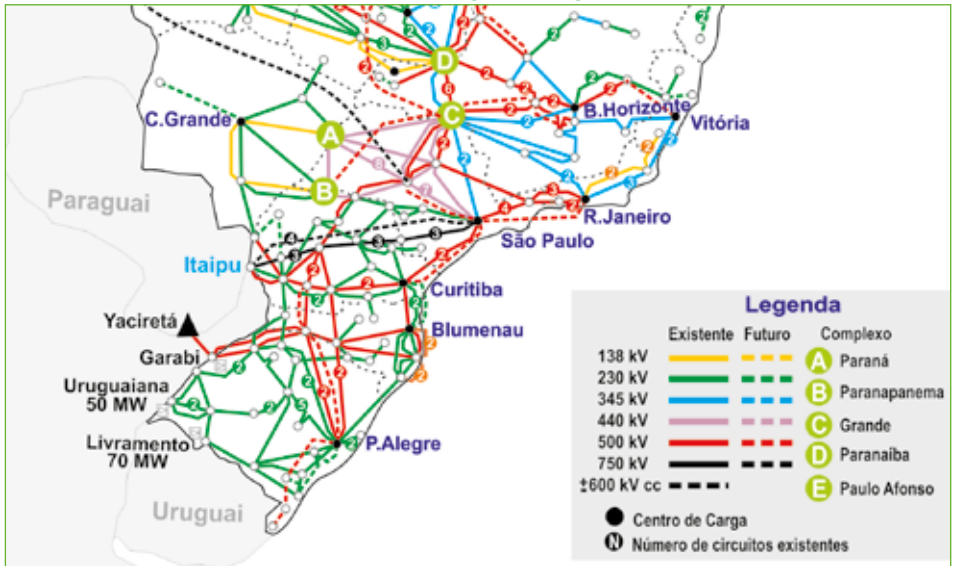 D
C
B.Horizonte
Vitória
C.Grande
A
B
Paraguai
R.Janeiro
São Paulo
Itaipu
Curitiba
Yaciretá
Blumenau
Garabi
Uruguaiana
50 MW
Livramento
70 MW
P.Alegre
Uruguai
Legenda
Existente Futuro Complexo
138 kV A Paraná
230 kV B Paranapanema
345 kV
440 kV C Grande
500 kV D Paranaíba
750 kV
±600 kV cc E Paulo Afonso
Centro de Carga
N Número de circuitos existentes